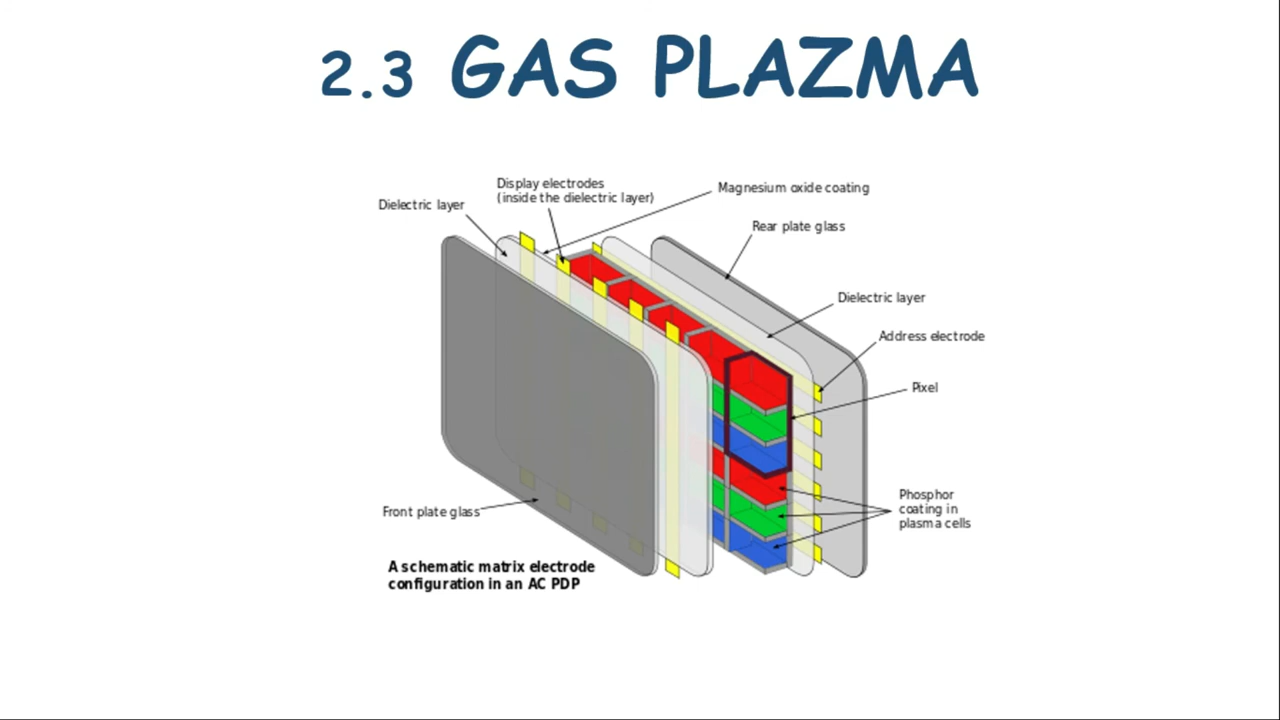 2.3 GAS PLAZMA
Display electrodes
(inside the dielectric layer)
Magnesium oxide coating
Dielectric layer
Rear plate glass
Dielectric layer
Address electrode
Pixel
Phosphor
coating in
plasma cells
Front plate glass
A schematic matrix electrode
configuration in an AC PDP